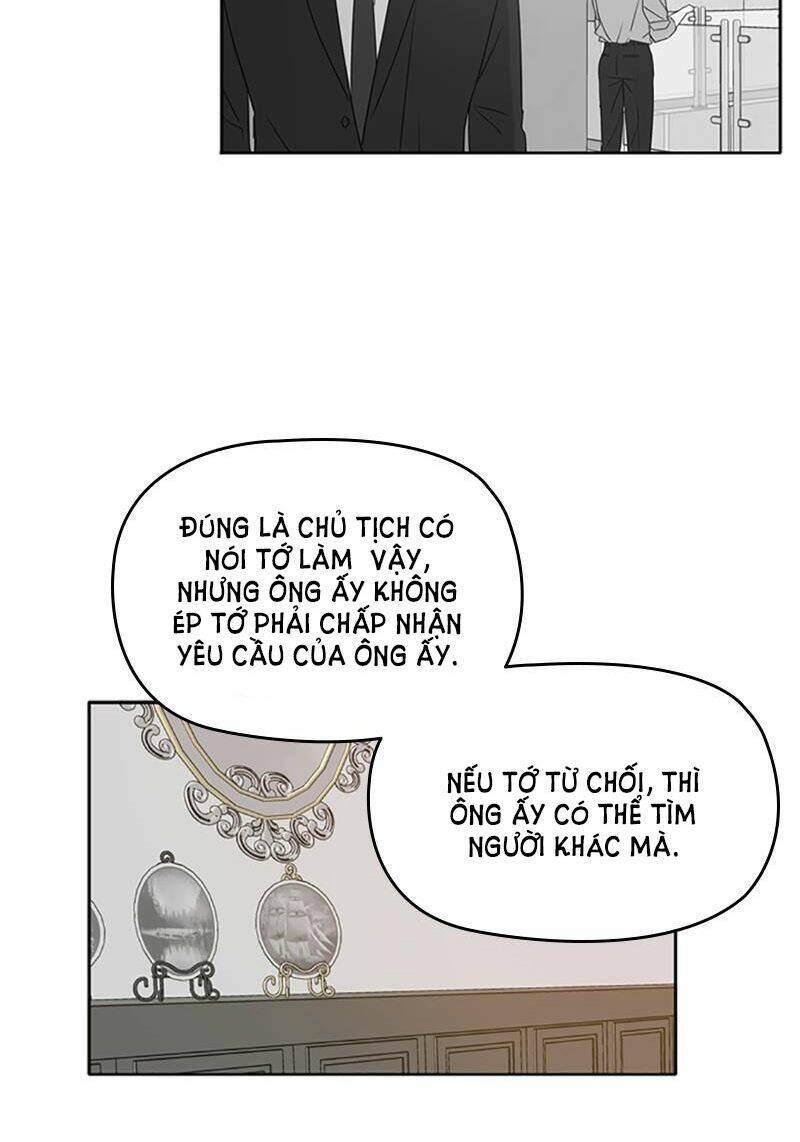 ĐÚNG LÀ CHỦ TỊCH CÓ
NÓI TỚ LÀM VẬY,
NHƯNG ÔNG ẤY KHÔNG
ÉP TỚ PHẢI CHẤP NHẬN
YÊU CẦU CỦA ÔNG ẤY.
NẾU TỚ TỪ CHỐI, THÌ
ÔNG ẤY CÓ THỂ TÌM
NGƯỜI KHÁC MÀ.